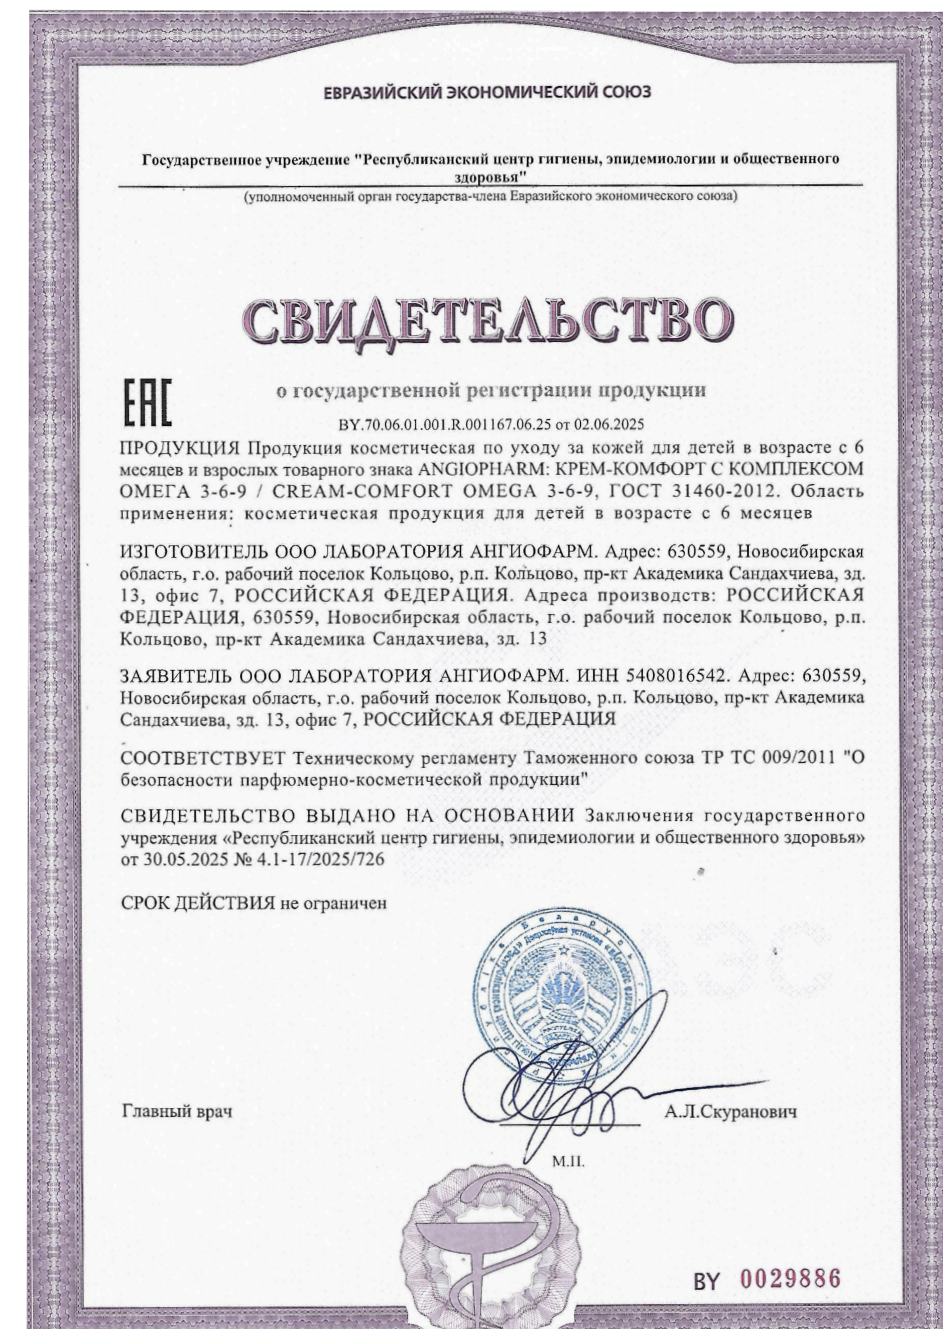 ЕВРАЗИЙСКИЙ ЭКОНОМИЧЕСКИЙ СОЮЗ
Государственное учреждение "Республиканский центр гигиены, эпидемиологии и общественного
здоровья"
(уполномоченный орган государства-члена Евразийского экономического союза)
СВИДЕТЕЛЬСТВО
EAC
о государственной регистрации продукции
BY.70.06.01.001.R.001167.06.25 от 02.06.2025
ПРОДУКЦИЯ Продукция косметическая по уходу за кожей для детей в возрасте с 6
месяцев и взрослых товарного знака ANGIOPHARM: КРЕМ-КОМФОРТ С КОМПЛЕКСОМ
ОМЕГА 3-6-9 / CREAM-COMFORT OMEGA 3-6-9, ГОСТ 31460-2012. Область
применения: косметическая продукция для детей в возрасте с 6 месяцев
ИЗГОТОВИТЕЛЬ ООО ЛАБОРАТОРИЯ АНГИОФАРМ. Адрес: 630559, Новосибирская
область, г.о. рабочий поселок Кольцово, р.п. Кольцово, пр-кт Академика Сандахчиева, зд.
13, офис 7, РОССИЙСКАЯ ФЕДЕРАЦИЯ. Адреса производств: РОССИЙСКАЯ
ФЕДЕРАЦИЯ, 630559, Новосибирская область, г.о. рабочий поселок Кольцово, р.п.
Кольцово, пр-кт Академика Сандахчиева, зд. 13
ЗАЯВИТЕЛЬ ООО ЛАБОРАТОРИЯ АНГИОФАРМ. ИНН 5408016542. Адрес: 630559,
Новосибирская область, г.о. рабочий поселок Кольцово, р.п. Кольцово, пр-кт Академика
Сандахчиева, зд. 13, офис 7, РОССИЙСКАЯ ФЕДЕРАЦИЯ
СООТВЕТСТВУЕТ Техническому регламенту Таможенного союза ТР ТС 009/2011 "О
безопасности парфюмерно-косметической продукции"
СВИДЕТЕЛЬСТВО ВЫДАНО НА ОСНОВАНИИ Заключения государственного
учреждения «Республиканский центр гигиены, эпидемиологии и общественного здоровья»
от 30.05.2025 № 4.1-17/2025/726
СРОК ДЕЙСТВИЯ не ограничен
Главный врач
А.Л.Скуранович
М.П.
BY 0029886